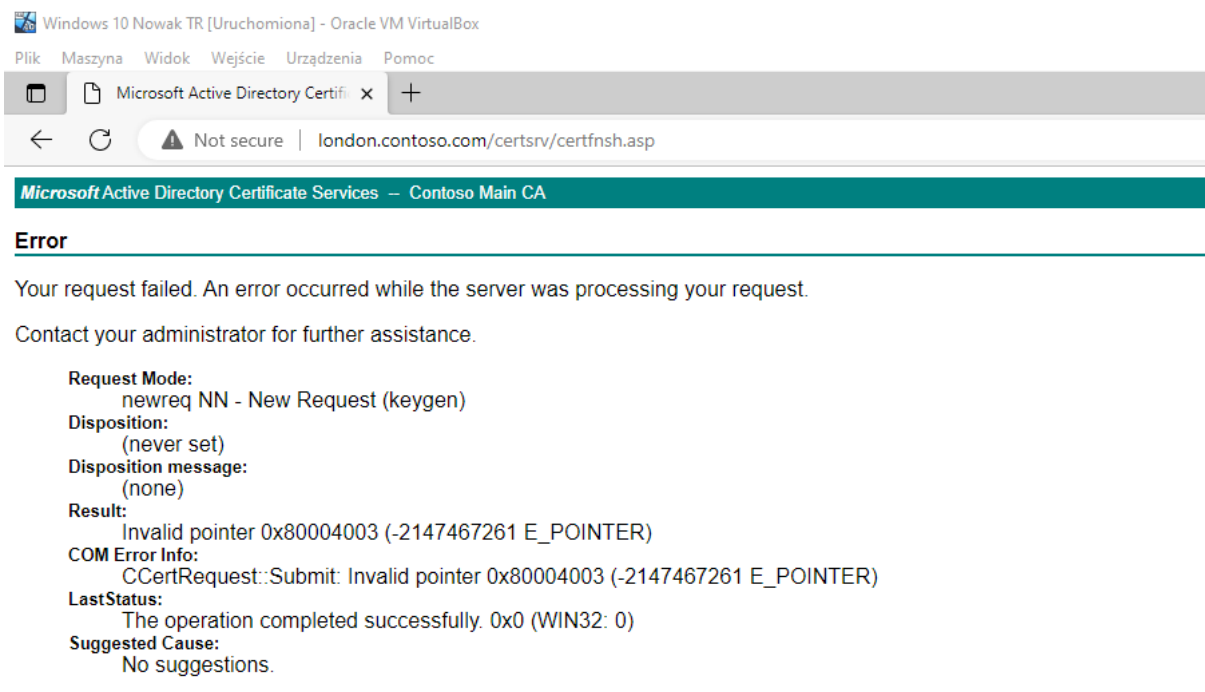 Windows 10 Nowak TR [Uruchomiona] - Oracle VM VirtualBox
Plik Maszyna Widok Wejście Urządzenia Pomoc
Microsoft Active Directory Certifi
Not secure | london.contoso.com/certsrv/certfnsh.asp
Microsoft Active Directory Certificate Services -- Contoso Main CA
Error
Your request failed. An error occurred while the server was processing your request.
Contact your administrator for further assistance.
Request Mode:
newreq NN - New Request (keygen)
Disposition:
(never set)
Disposition message:
(none)
Result:
Invalid pointer 0x80004003 (-2147467261 E_POINTER)
COM Error Info:
CCertRequest::Submit: Invalid pointer 0x80004003 (-2147467261 E_POINTER)
LastStatus:
The operation completed successfully. 0x0 (WIN32: 0)
Suggested Cause:
No suggestions.